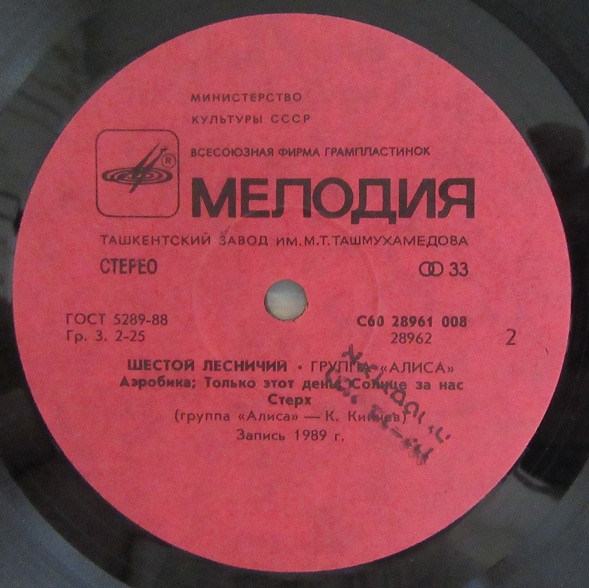 МИНИСТЕРСТВО
КУЛЬТУРЫ СССР
ВСЕСОЮЗНАЯ ФИРМА ГРАМПЛАСТИНОК
®
МЕЛОДИЯ
ТАШКЕНТСКИЙ ЗАВОД ИМ. М. Т. ТАШМУХАМЕДОВА
СТЕРЕО
33
ГОСТ 5289-88
Гр. 3. 2-25
С60 28961 008
28962
2
ШЕСТОЙ ЛЕСНИЧИЙ • ГРУППА «АЛИСА»
Аэробика; Только этот день; Солнце за нас
Стерх
(группа «Алиса» — К. Кинчев)
Запись 1989 г.